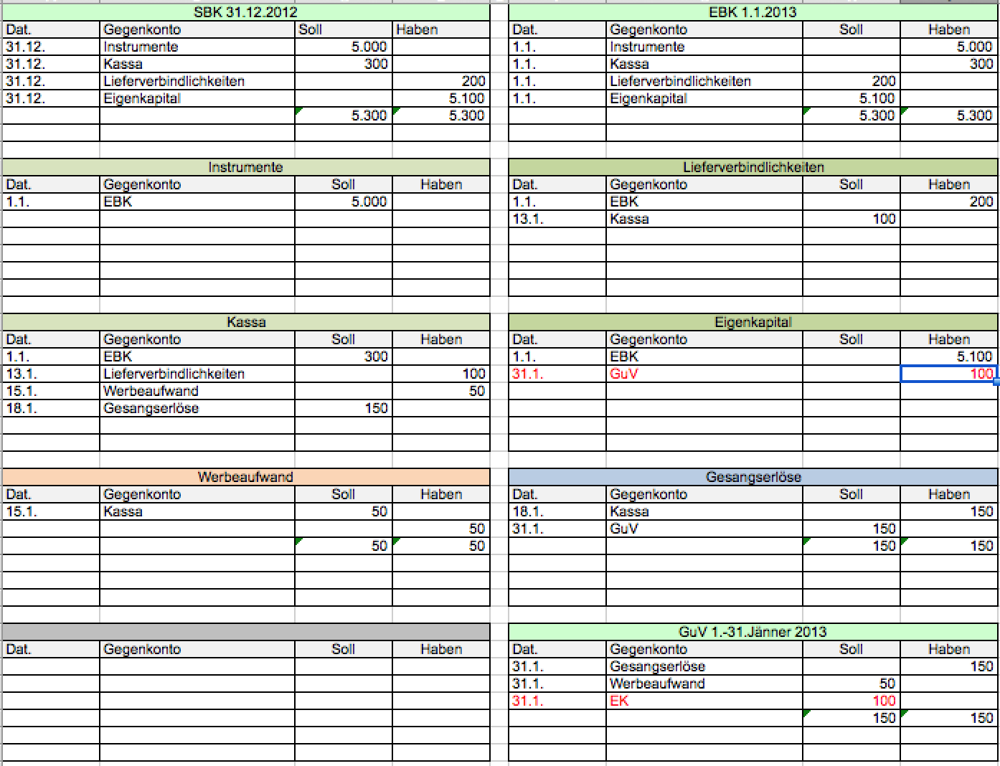 SBK 31.12.2012
Dat. Gegenkonto Soll Haben
31.12. Instrumente 5.000
31.12. Kassa 300
31.12. Lieferverbindlichkeiten 200
31.12. Eigenkapital 5.100
5.300 5.300
EBK 1.1.2013
Dat. Gegenkonto Soll Haben
1.1. Instrumente 5.000
1.1. Kassa 300
1.1. Lieferverbindlichkeiten 200
1.1. Eigenkapital 5.100
5.300 5.300
Instrumente
Dat. Gegenkonto Soll Haben
1.1. EBK 5.000
Lieferverbindlichkeiten
Dat. Gegenkonto Soll Haben
1.1. EBK 200
13.1. Kassa 100
Kassa
Dat. Gegenkonto Soll Haben
1.1. EBK 300
13.1. Lieferverbindlichkeiten 100
15.1. Werbeaufwand 50
18.1. Gesangserlöse 150
Eigenkapital
Dat. Gegenkonto Soll Haben
1.1. EBK 5.100
31.1. GuV 100
Werbeaufwand
Dat. Gegenkonto Soll Haben
15.1. Kassa 50
50
50 50
Gesangserlöse
Dat. Gegenkonto Soll Haben
18.1. Kassa 150
31.1. GuV 150
150 150
Dat. Gegenkonto Soll Haben
GuV 1.-31.Jänner 2013
Dat. Gegenkonto Soll Haben
31.1. Gesangserlöse 150
31.1. Werbeaufwand 50
31.1. EK 100
150 150